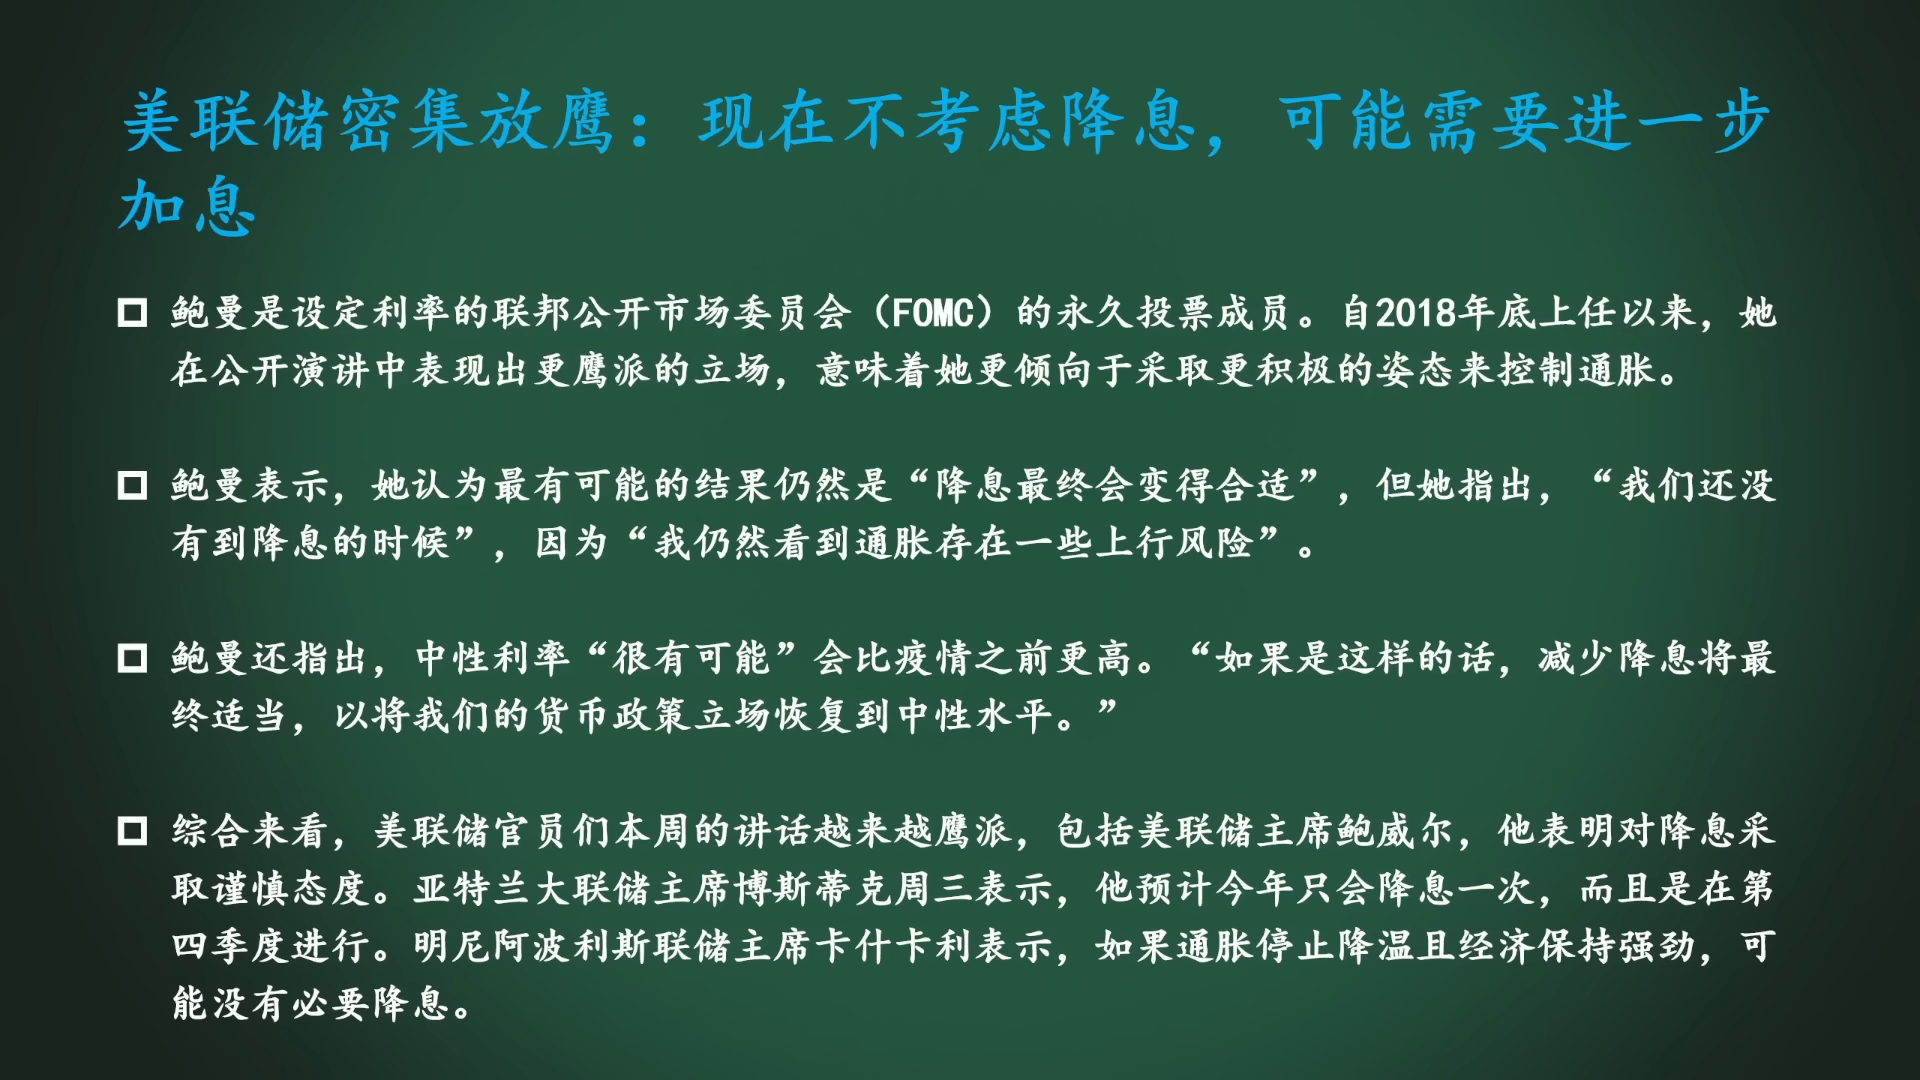 美联储密集放鹰：现在不考虑降息，可能需要进一步
加息
鲍曼是设定利率的联邦公开市场委员会（FOMC）的永久投票成员。自2018年底上任以来，她
在公开演讲中表现出更鹰派的立场，意味着她更倾向于采取更积极的姿态来控制通胀。
鲍曼表示，她认为最有可能的结果仍然是“降息最终会变得合适”，但她指出，“我们还没
有到降息的时候”，因为“我仍然看到通胀存在一些上行风险”。
鲍曼还指出，中性利率“很有可能”会比疫情之前更高。“如果是这样的话，减少降息将最
终适当，以将我们的货币政策立场恢复到中性水平。”
综合来看，美联储官员们本周的讲话越来越鹰派，包括美联储主席鲍威尔，他表明对降息采
取谨慎态度。亚特兰大联储主席博斯蒂克周三表示，他预计今年只会降息一次，而且是在第
四季度进行。明尼阿波利斯联储主席卡什卡利表示，如果通胀停止降温且经济保持强劲，可
能没有必要降息。